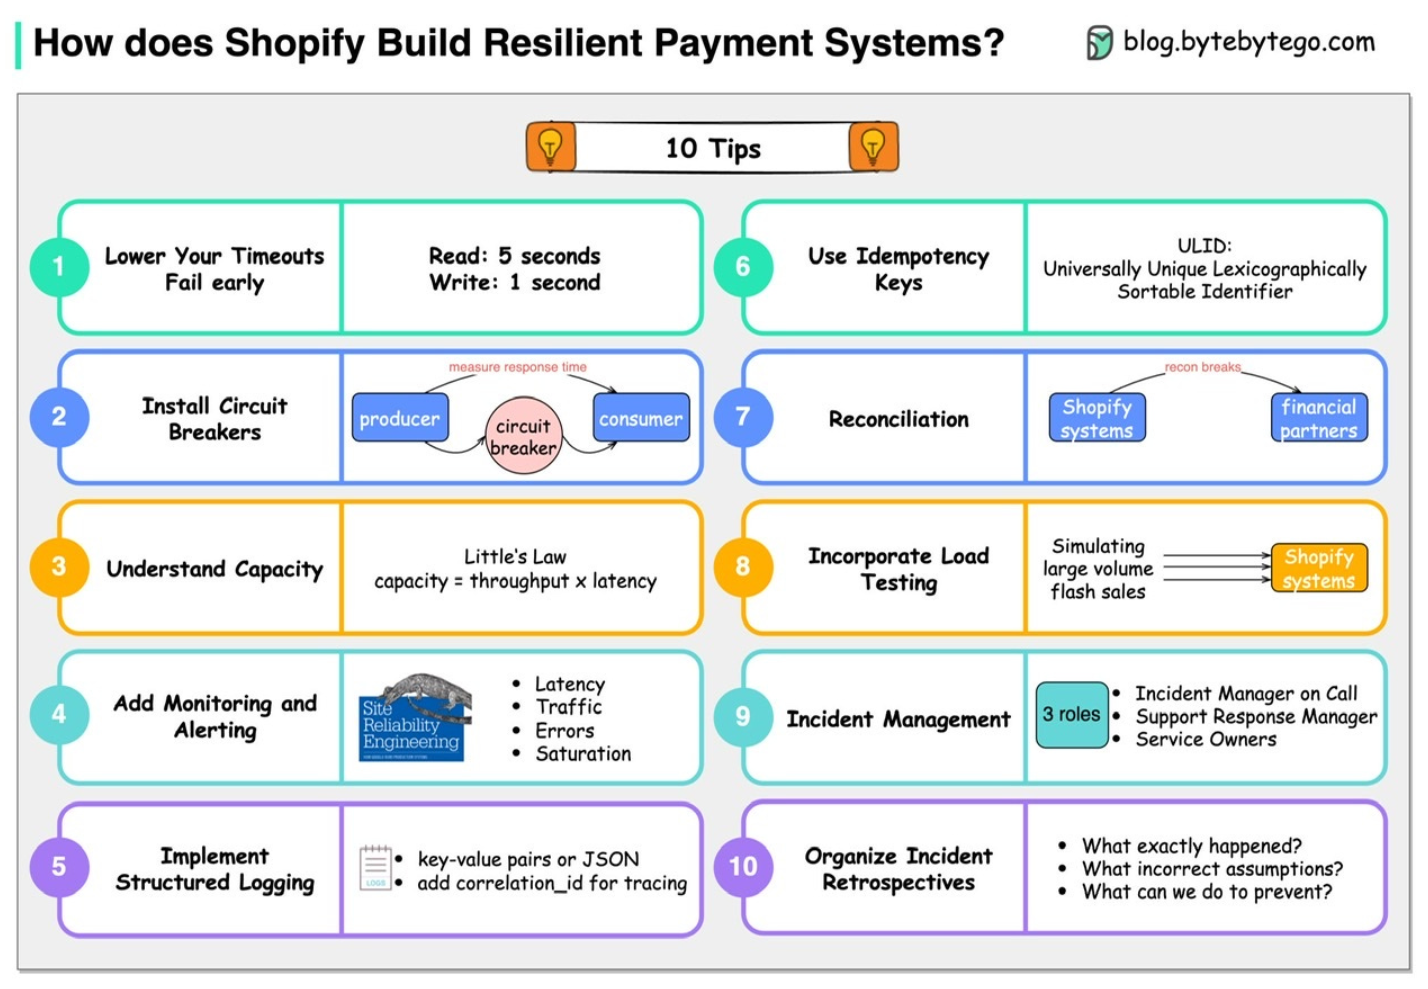 How does Shopify Build Resilient Payment Systems?
blog.bytebytego.com
10 Tips
1
Lower Your Timeouts
Fail early
Read: 5 seconds
Write: 1 second
2
Install Circuit
Breakers
measure response time
producer
circuit
breaker
consumer
3
Understand Capacity
Little's Law
capacity = throughput x latency
4
Add Monitoring and
Alerting
Site
Reliability
Engineering
Latency
Traffic
Errors
Saturation
5
Implement
Structured Logging
LOGS
key-value pairs or JSON
add correlation_id for tracing
6
Use Idempotency
Keys
ULID:
Universally Unique Lexicographically
Sortable Identifier
7
Reconciliation
recon breaks
Shopify
systems
financial
partners
8
Incorporate Load
Testing
Simulating
large volume
flash sales
Shopify
systems
9
Incident Management
3 roles
Incident Manager on Call
Support Response Manager
Service Owners
10
Organize Incident
Retrospectives
What exactly happened?
What incorrect assumptions?
What can we do to prevent?